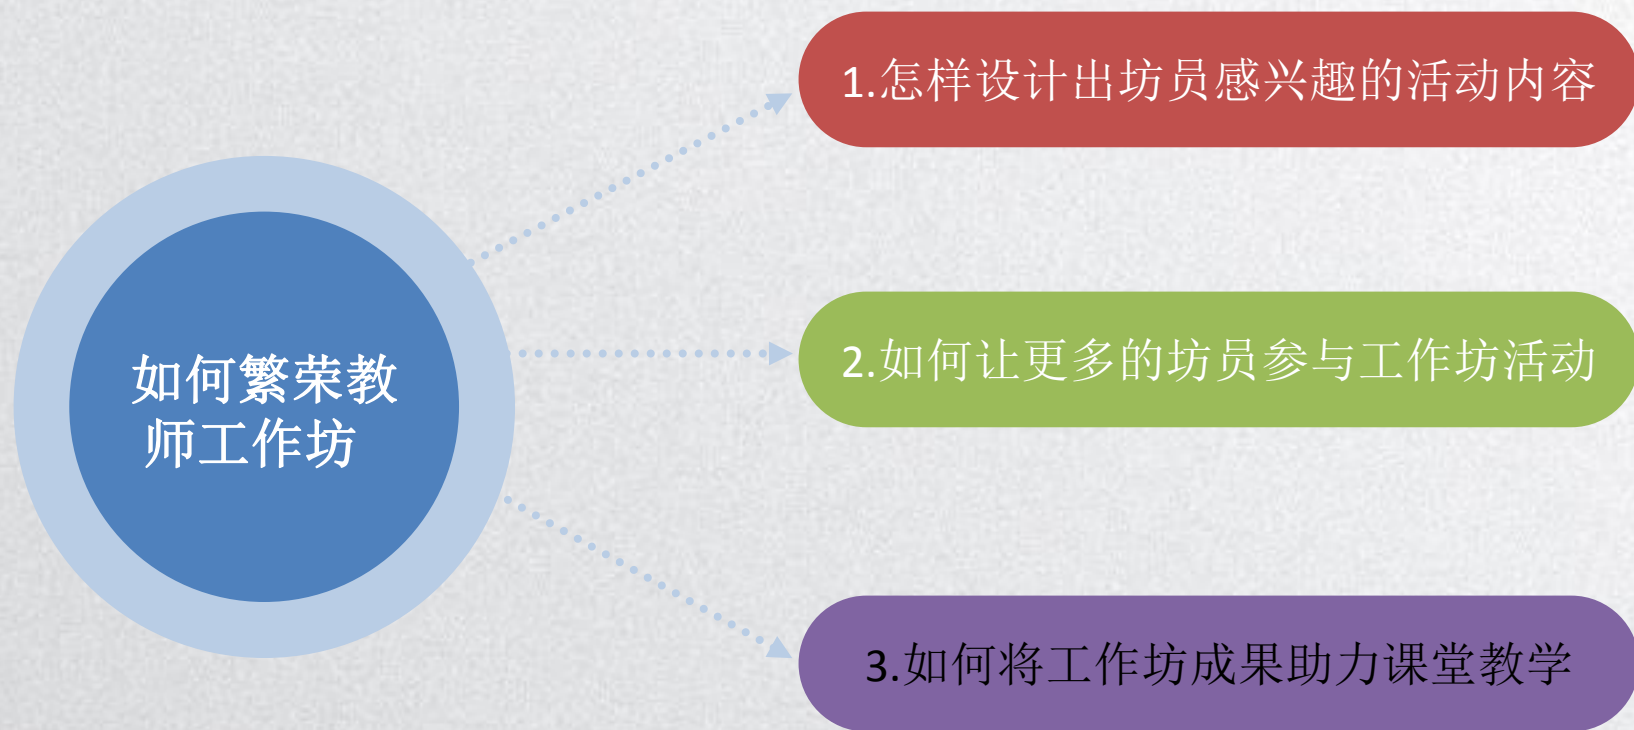 1.怎样设计出坊员感兴趣的活动内容
如何繁荣教
师工作坊
2.如何让更多的坊员参与工作坊活动
3.如何将工作坊成果助力课堂教学